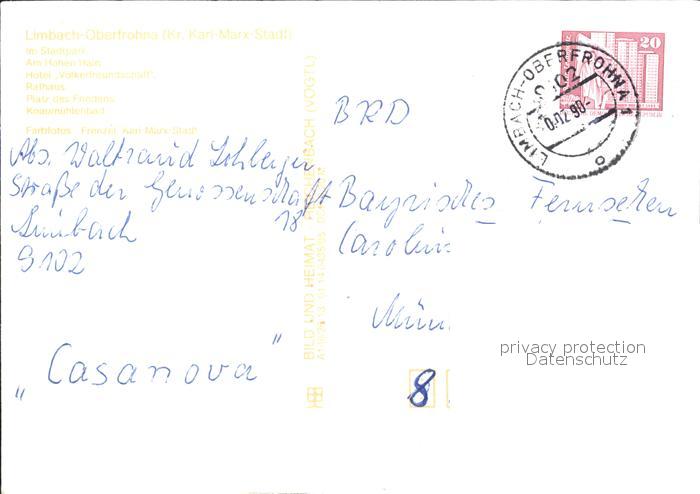 Limbach-Oberfrohna (Kr. Karl-Marx-Stadt)
Im Stadtpark
Am Hohen Hain
Hotel „Völkerfreundschaft“
Rathaus
Platz des Friedens
Knaumühlenbad
Farbfotos: Frenzel, Karl-Marx-Stadt
20
LIMBACH-OBERFROHNA 1
9102
BRD
Abs. Waltraud
Straße der Genossenschaft
18
Limbach
9102
Bayrisches Fernsehen
Carolin
Mün
„Casanova"
8
BILD UND HEIMAT REICHENBACH (VOGTL)
privacy protection
Datenschutz